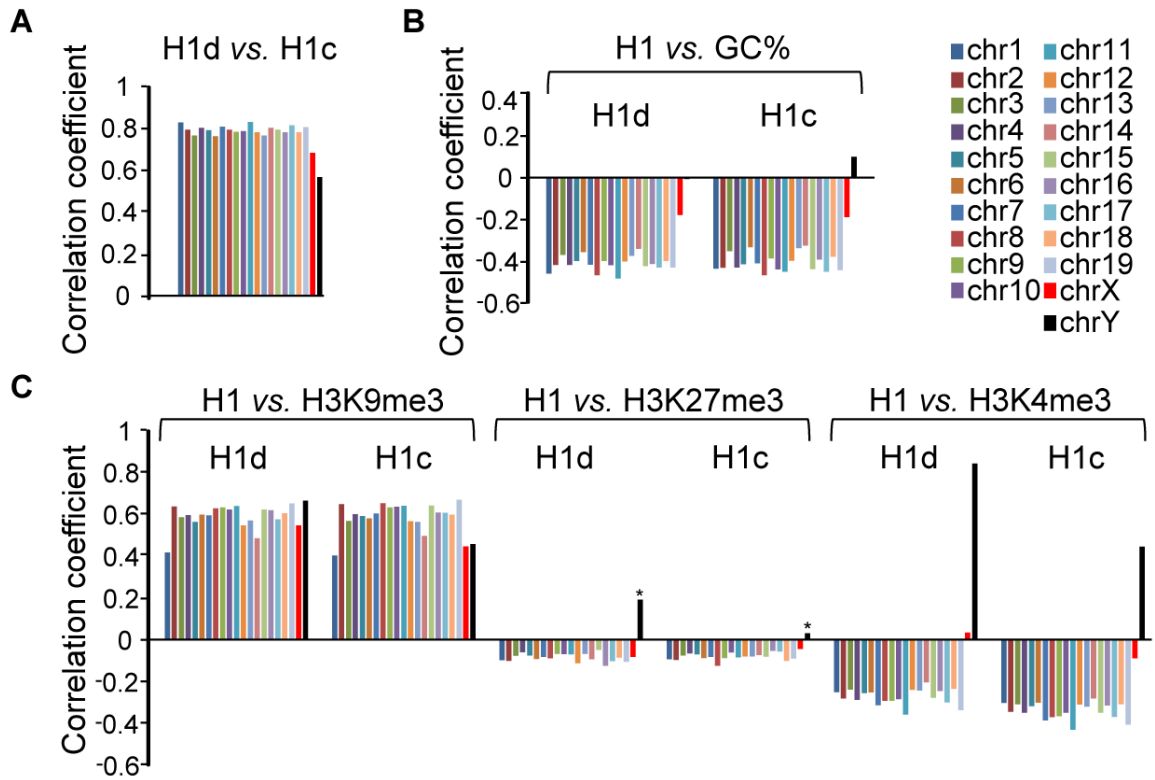 A
H1d vs. H1c
Correlation coefficient
1
0.8
0.6
0.4
0.2
0
B
H1 vs. GC%
H1d
H1c
Correlation coefficient
0.4
0.2
0
-0.2
-0.4
-0.6
chr1
chr2
chr3
chr4
chr5
chr6
chr7
chr8
chr9
chr10
chr11
chr12
chr13
chr14
chr15
chr16
chr17
chr18
chr19
chrX
chrY
C
H1 vs. H3K9me3
H1 vs. H3K27me3
H1 vs. H3K4me3
H1d
H1c
H1d
H1c
H1d
H1c
Correlation coefficient
1
0.8
0.6
0.4
0.2
0
-0.2
-0.4
-0.6
*
*